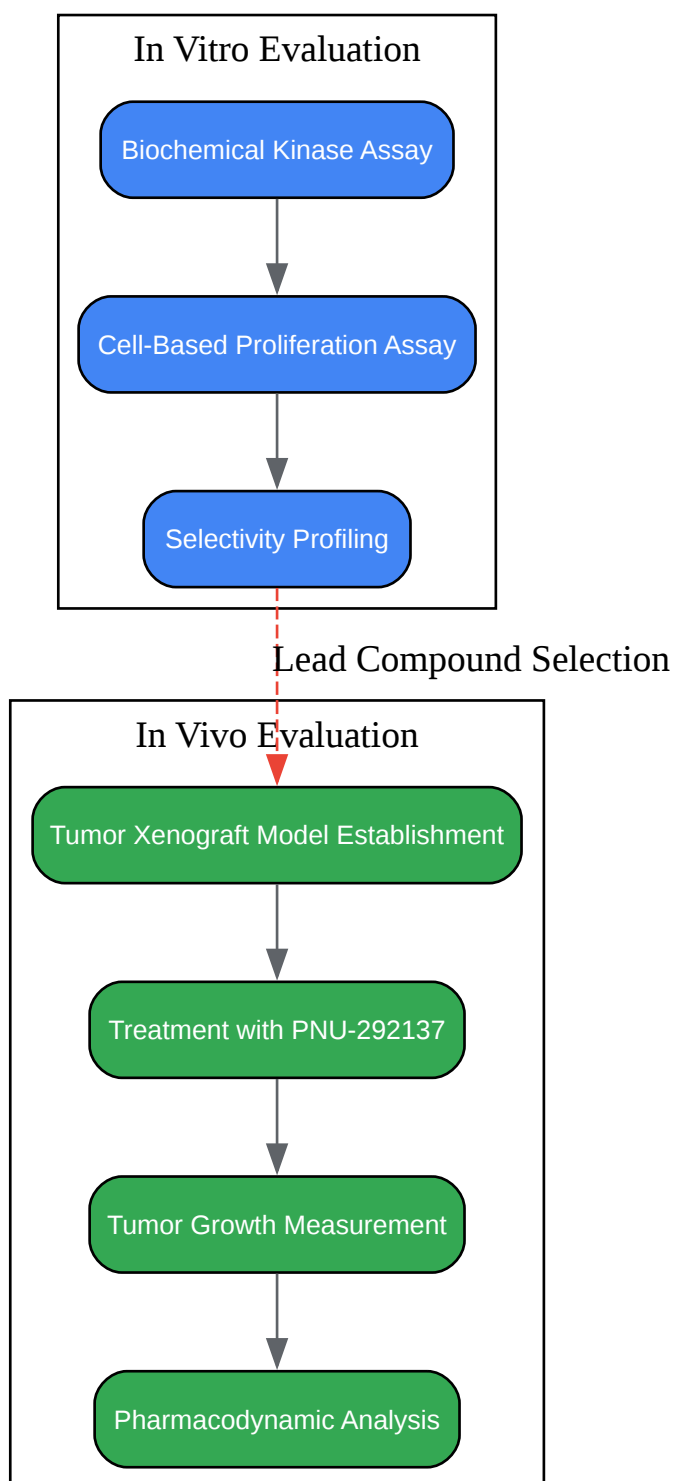 In Vitro Evaluation
Biochemical Kinase Assay
Cell-Based Proliferation Assay
Selectivity Profiling
Lead Compound Selection
In Vivo Evaluation
Tumor Xenograft Model Establishment
Treatment with PNU-292137
Tumor Growth Measurement
Pharmacodynamic Analysis